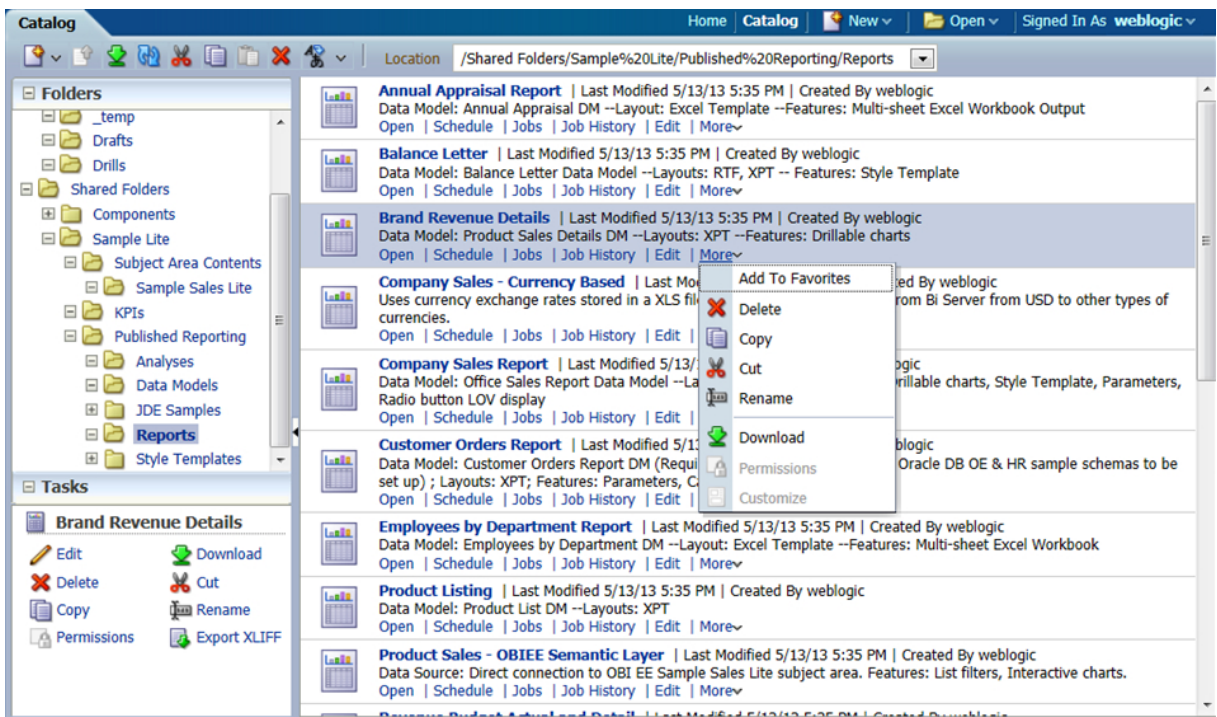 Catalog
Home Catalog New Open Signed In As weblogic
Location /Shared Folders/Sample%20Lite/Published%20Reporting/Reports
Folders
_temp
Drafts
Drills
Shared Folders
Components
Sample Lite
Subject Area Contents
Sample Sales Lite
KPIs
Published Reporting
Analyses
Data Models
JDE Samples
Reports
Style Templates
Tasks
Brand Revenue Details
Edit Download
Delete Cut
Copy Rename
Permissions Export XLIFF
Annual Appraisal Report | Last Modified 5/13/13 5:35 PM | Created By weblogic
Data Model: Annual Appraisal DM --Layout: Excel Template --Features: Multi-sheet Excel Workbook Output
Open | Schedule | Jobs | Job History | Edit | More
Balance Letter | Last Modified 5/13/13 5:35 PM | Created By weblogic
Data Model: Balance Letter Data Model --Layouts: RTF, XPT -- Features: Style Template
Open | Schedule | Jobs | Job History | Edit | More
Brand Revenue Details | Last Modified 5/13/13 5:35 PM | Created By weblogic
Data Model: Product Sales Details DM --Layouts: XPT --Features: Drillable charts
Open | Schedule | Jobs | Job History | Edit | More
Company Sales - Currency Based | Last Mo ed By weblogic
Uses currency exchange rates stored in a XLS fil rom Bi Server from USD to other types of
currencies.
Open | Schedule | Jobs | Job History | Edit |
Company Sales Report | Last Modified 5/13/ ogic
Data Model: Office Sales Report Data Model --La rillable charts, Style Template, Parameters,
Radio button LOV display
Open | Schedule | Jobs | Job History | Edit |
Customer Orders Report | Last Modified 5/1 blogic
Data Model: Customer Orders Report DM (Requi Oracle DB OE & HR sample schemas to be
set up) ; Layouts: XPT; Features: Parameters, C
Open | Schedule | Jobs | Job History | Edit |
Add To Favorites
Delete
Copy
Cut
Rename
Download
Permissions
Customize
Employees by Department Report | Last Modified 5/13/13 5:35 PM | Created By weblogic
Data Model: Employees by Department DM --Layout: Excel Template --Features: Multi-sheet Excel Workbook
Open | Schedule | Jobs | Job History | Edit | More
Product Listing | Last Modified 5/13/13 5:35 PM | Created By weblogic
Data Model: Product List DM --Layouts: XPT
Open | Schedule | Jobs | Job History | Edit | More
Product Sales - OBIEE Semantic Layer | Last Modified 5/13/13 5:35 PM | Created By weblogic
Data Source: Direct connection to OBI EE Sample Sales Lite subject area. Features: List filters, Interactive charts.
Open | Schedule | Jobs | Job History | Edit | More